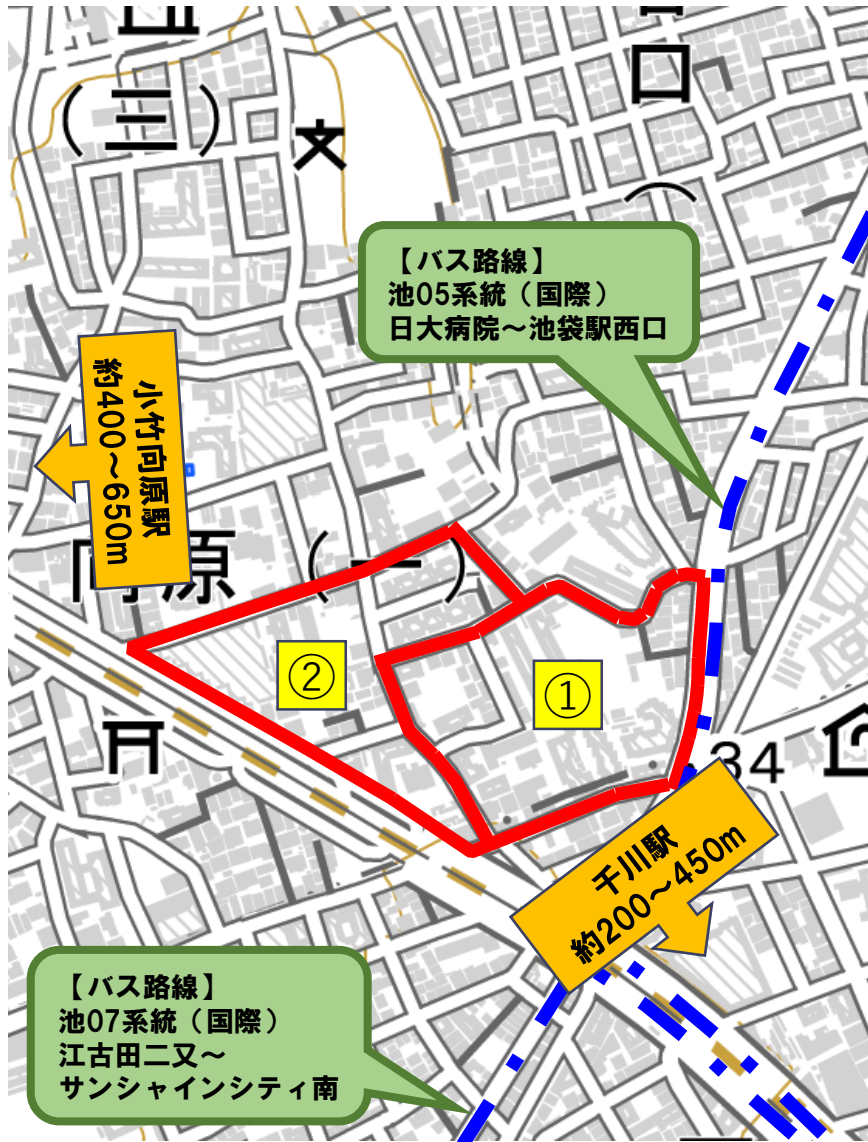 （三）
文
口
（
【バス路線】
池05系統（国際）
日大病院～池袋駅西口
小竹向原駅
約400～650m
向原（一）
②
①
34
千川駅
約200～450m
【バス路線】
池07系統（国際）
江古田二又～
サンシャインシティ南